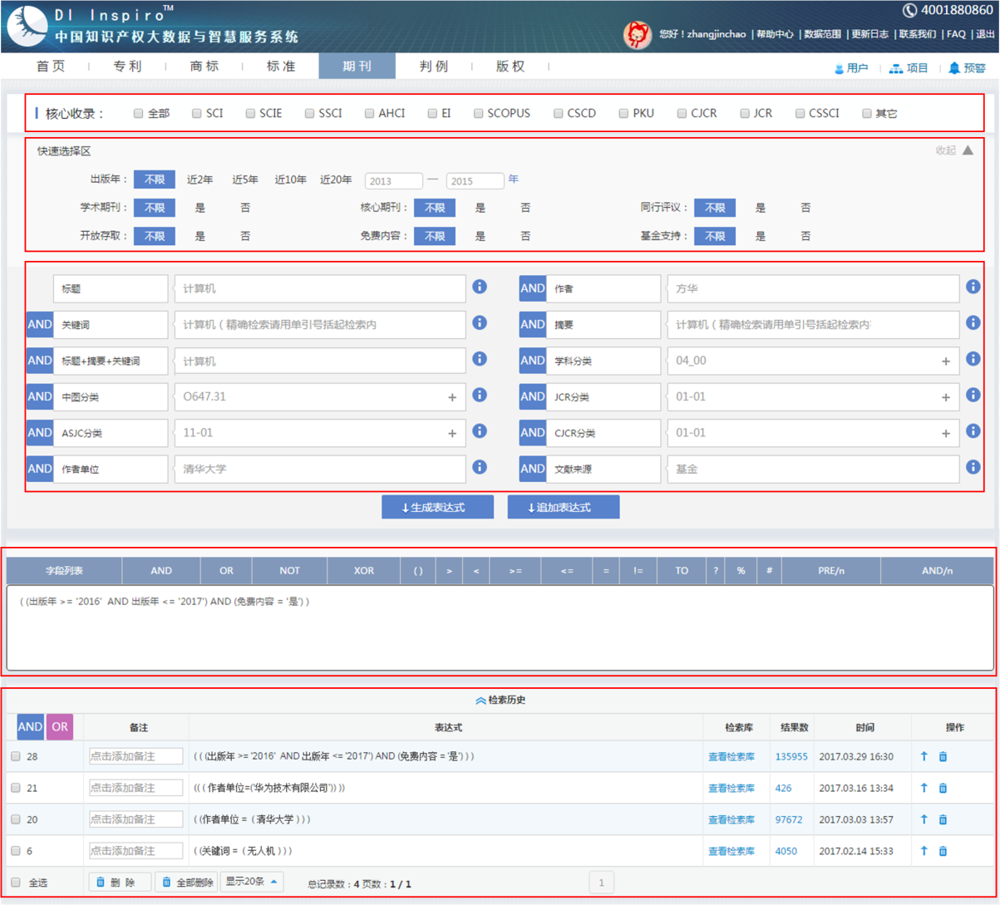 DI Inspiro™
中国知识产权大数据与智慧服务系统
4001880860
您好！zhangjinchao | 帮助中心 | 数据范围 | 更新日志 | 联系我们 | FAQ | 退出
首页 专利 商标 标准 期刊 判例 版权 用户 项目 预警
核心收录： 全部 SCI SCIE SSCI AHCI EI SCOPUS CSCD PKU CJCR JCR CSSCI 其它
快速选择区 收起
出版年： 不限 近2年 近5年 近10年 近20年 2013 — 2015 年
学术期刊： 不限 是 否 核心期刊： 不限 是 否 同行评议： 不限 是 否
开放存取： 不限 是 否 免费内容： 不限 是 否 基金支持： 不限 是 否
标题 计算机 AND 作者 方华
AND 关键词 计算机（精确检索请用单引号括起检索内 AND 摘要 计算机（精确检索请用单引号括起检索内
AND 标题+摘要+关键词 计算机 AND 学科分类 04_00 +
AND 中图分类 O647.31 + AND JCR分类 01-01 +
AND ASJC分类 11-01 + AND CJCR分类 01-01 +
AND 作者单位 清华大学 AND 文献来源 基金
↓生成表达式 ↓追加表达式
字段列表 AND OR NOT XOR ( ) > < >= <= = != TO ? % # PRE/n AND/n
( (出版年 >= '2016' AND 出版年 <= '2017') AND (免费内容 = '是') )
检索历史
AND OR 备注 表达式 检索库 结果数 时间 操作
28 点击添加备注 ( ( (出版年 >= '2016' AND 出版年 <= '2017') AND (免费内容 = '是') ) ) 查看检索库 135955 2017.03.29 16:30
21 点击添加备注 ( ( ( 作者单位=('华为技术有限公司')) )) 查看检索库 426 2017.03.16 13:34
20 点击添加备注 ( (作者单位 = ( 清华大学 ) ) ) 查看检索库 97672 2017.03.03 13:57
6 点击添加备注 ( (关键词 = ( 无人机 ) ) ) 查看检索库 4050 2017.02.14 15:33
全选 删 除 全部删除 显示20条 总记录数：4 页数：1 / 1 1